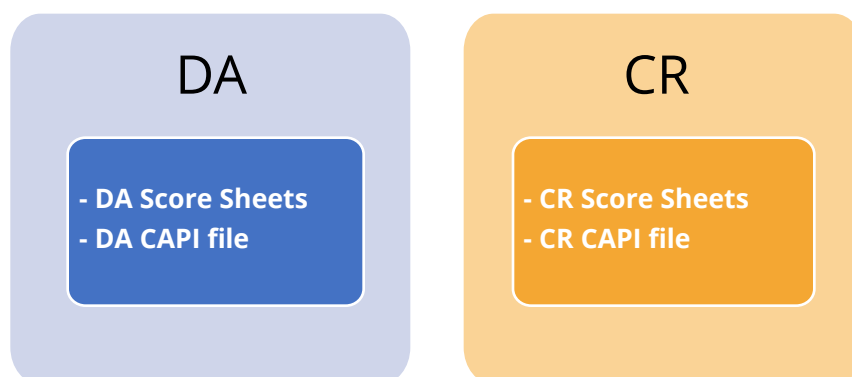 DA
- DA Score Sheets
- DA CAPI file
CR
- CR Score Sheets
- CR CAPI file